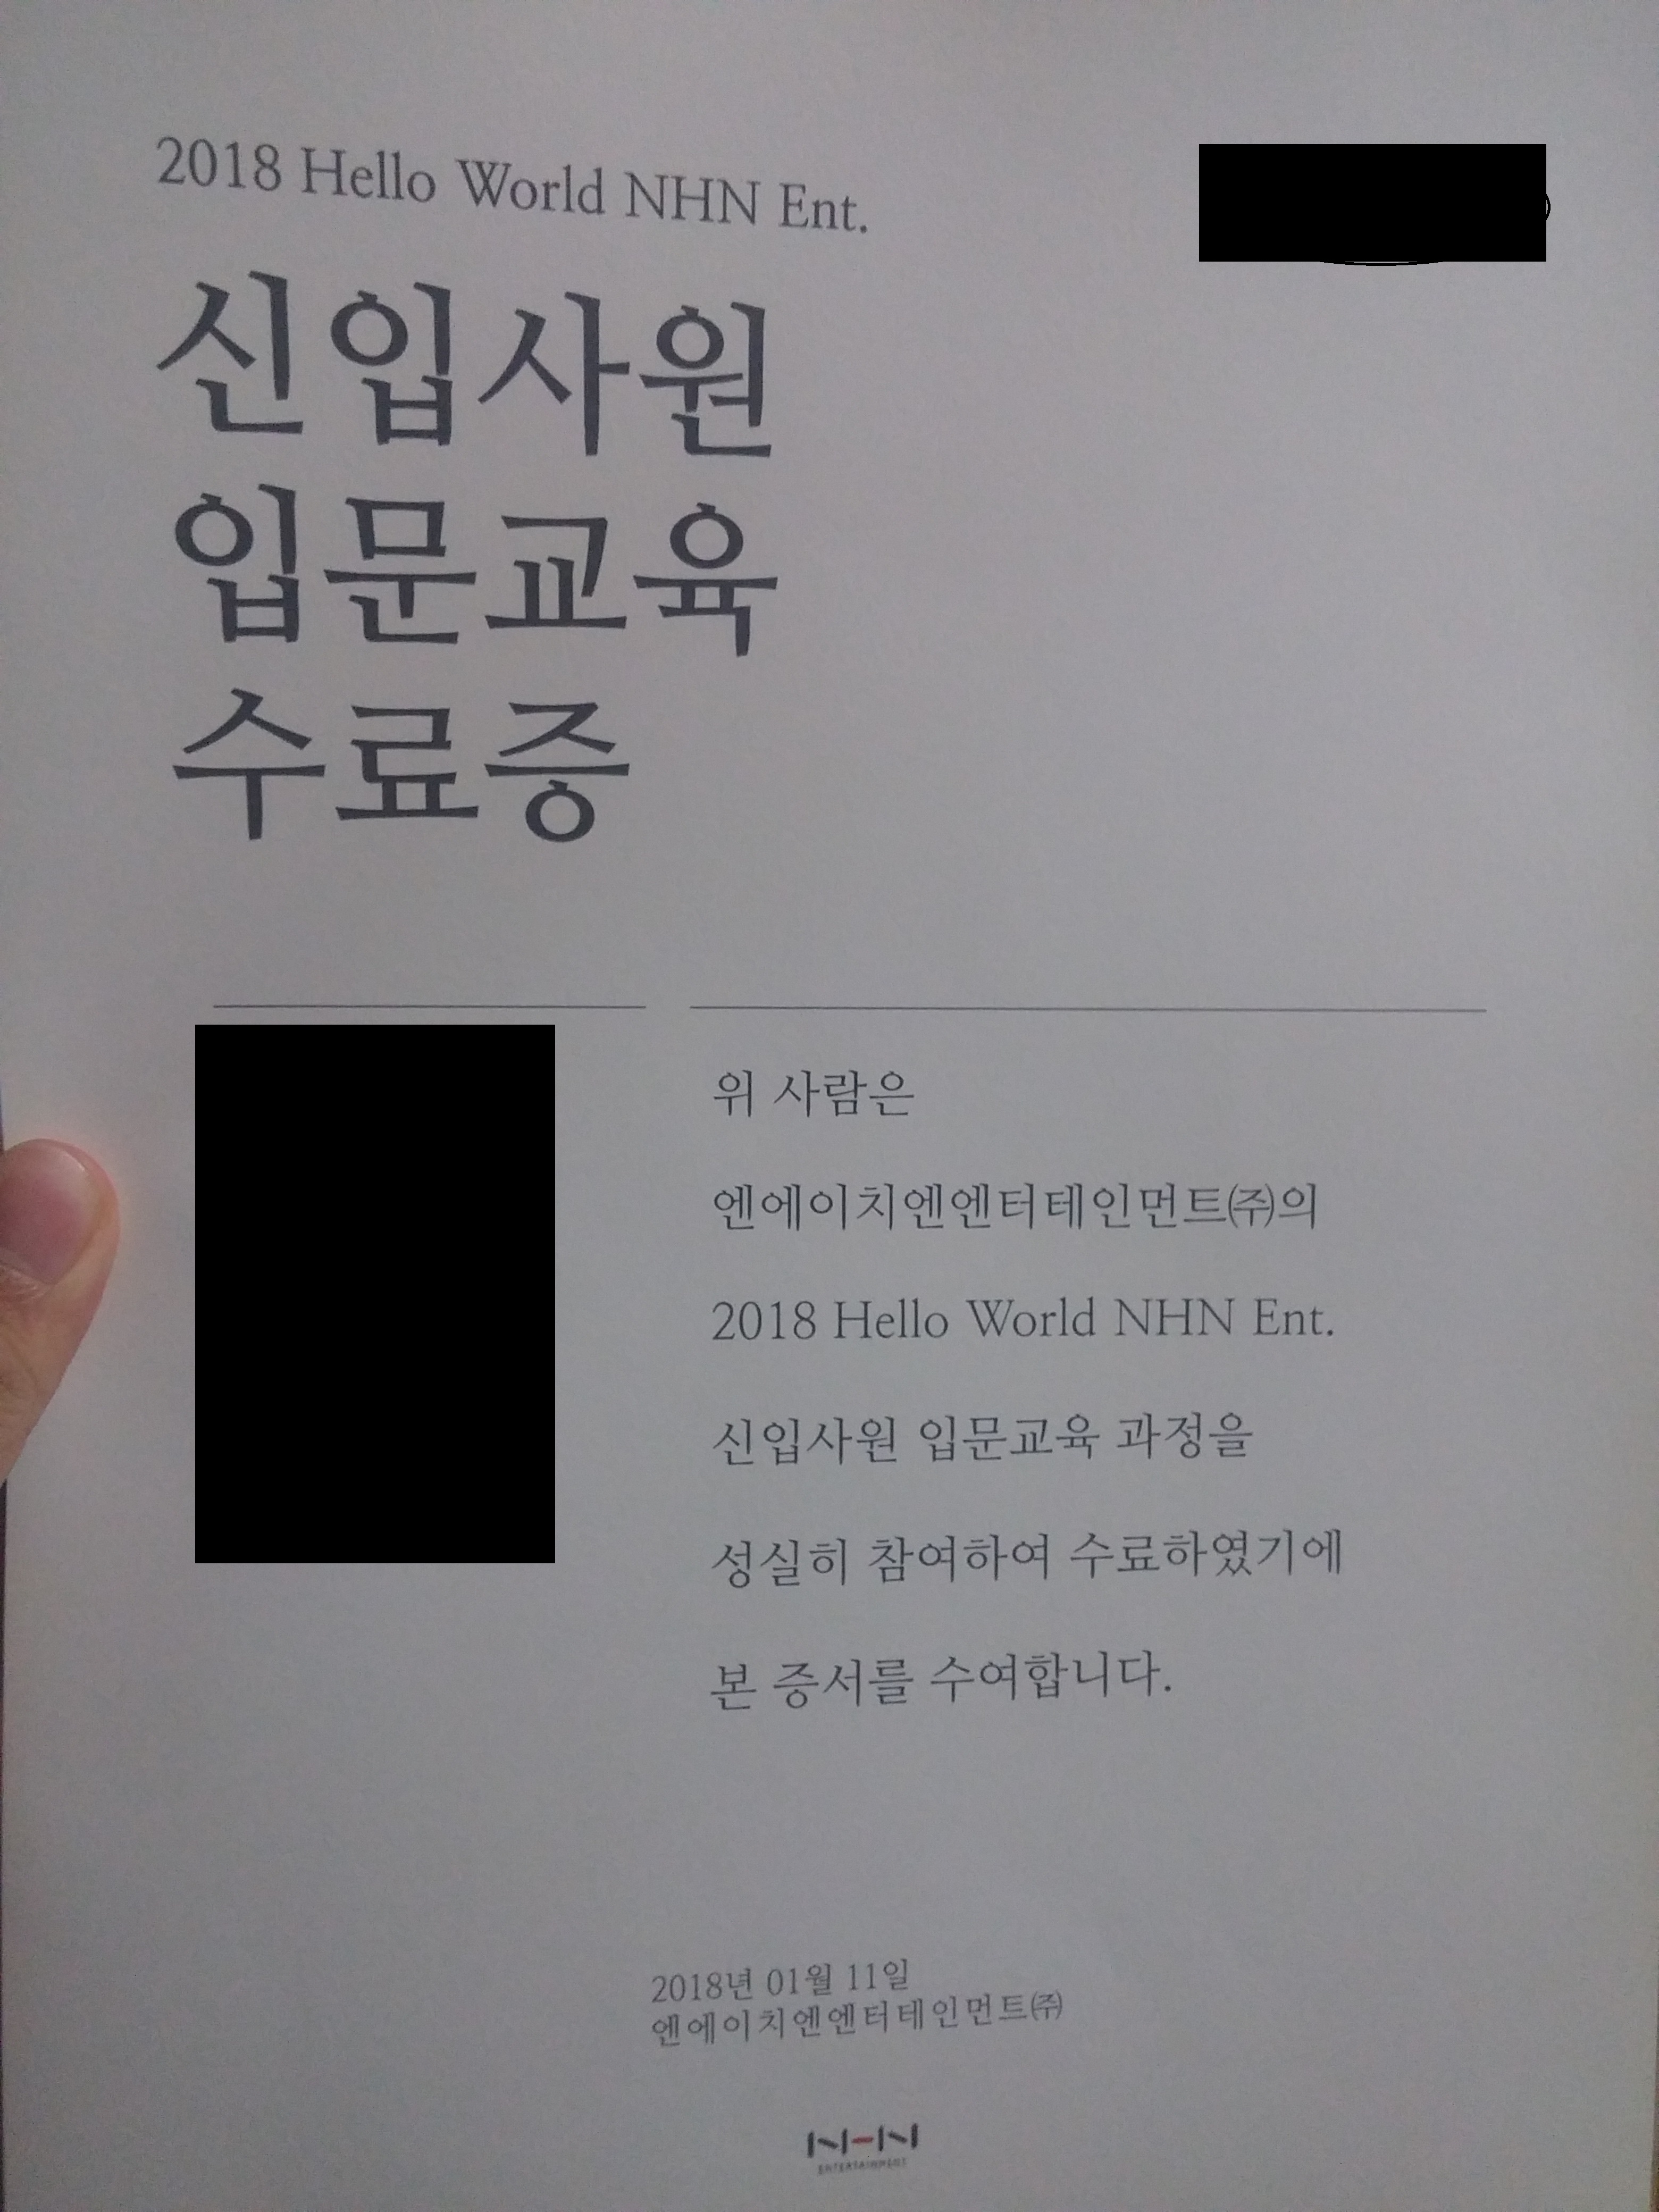 2018 Hello World NHN Ent.
신입사원
입문교육
수료증
위 사람은
엔에이치엔엔터테인먼트㈜의
2018 Hello World NHN Ent.
신입사원 입문교육 과정을
성실히 참여하여 수료하였기에
본 증서를 수여합니다.
2018년 01월 11일
엔에이치엔엔터테인먼트㈜
NHN
ENTERTAINMENT